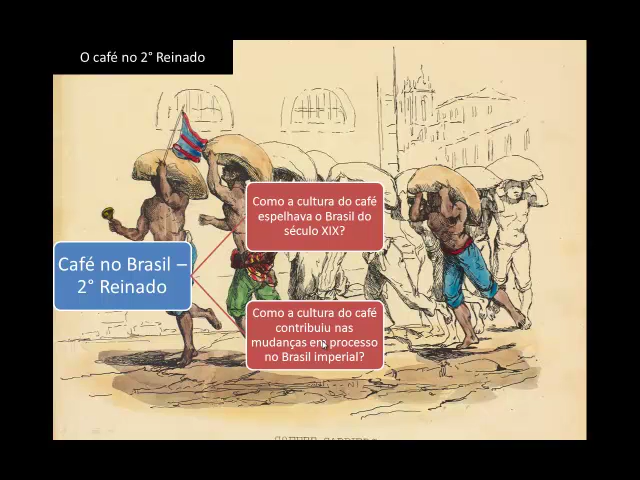 O café no 2° Reinado
Como a cultura do café
espelhava o Brasil do
século XIX?
Café no Brasil –
2° Reinado
Como a cultura do café
contribuiu nas
mudanças em processo
no Brasil imperial?